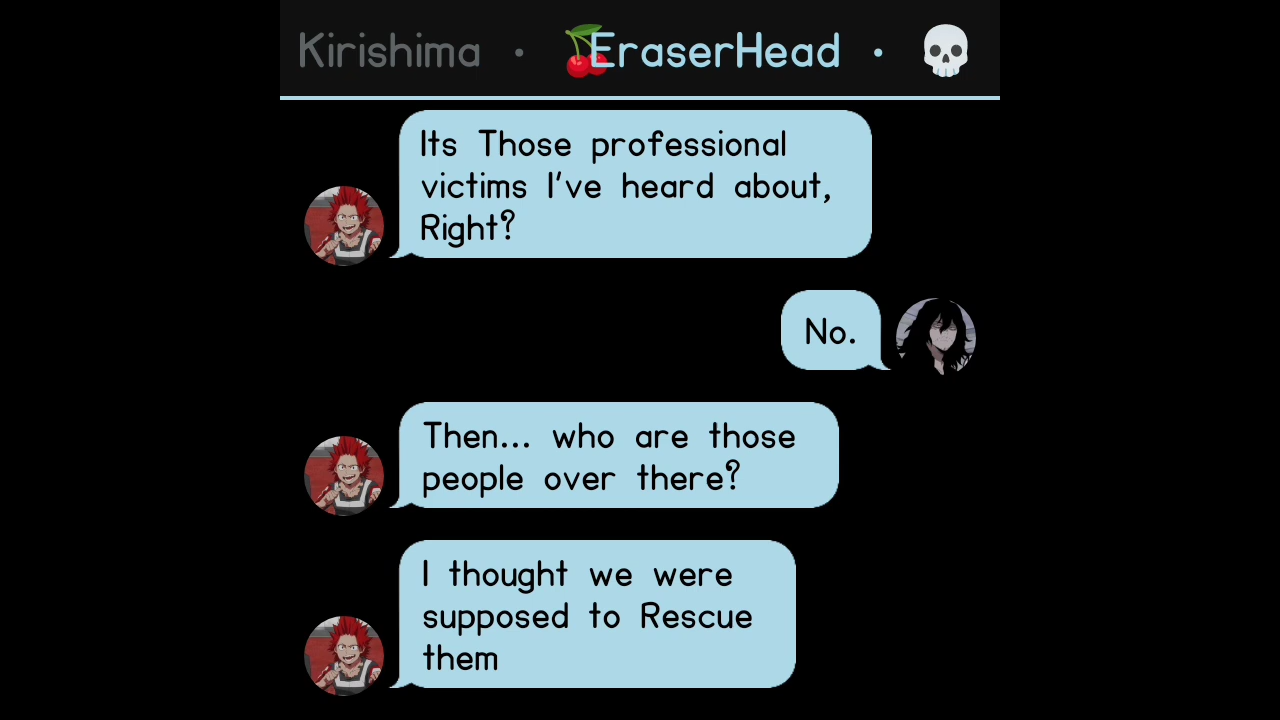 Kirishima • EraserHead •
Its Those professional
victims I've heard about,
Right?
No.
Then... who are those
people over there?
I thought we were
supposed to Rescue
them